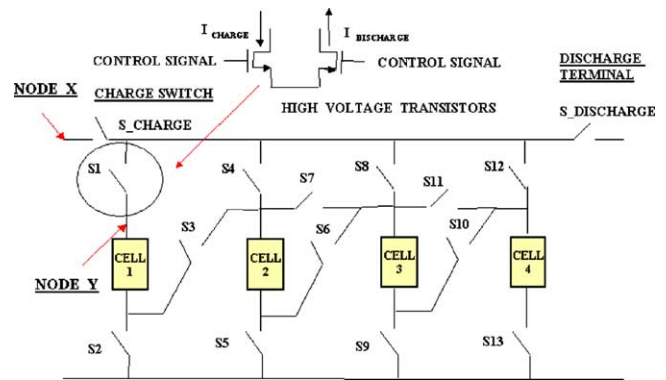 I CHARGE
I DISCHARGE
CONTROL SIGNAL
CONTROL SIGNAL
DISCHARGE
TERMINAL
NODE X
CHARGE SWITCH
HIGH VOLTAGE TRANSISTORS
S_DISCHARGE
S_CHARGE
S1
S4
S7
S8
S11
S12
S3
S6
S10
CELL
1
CELL
2
CELL
3
CELL
4
NODE Y
S2
S5
S9
S13